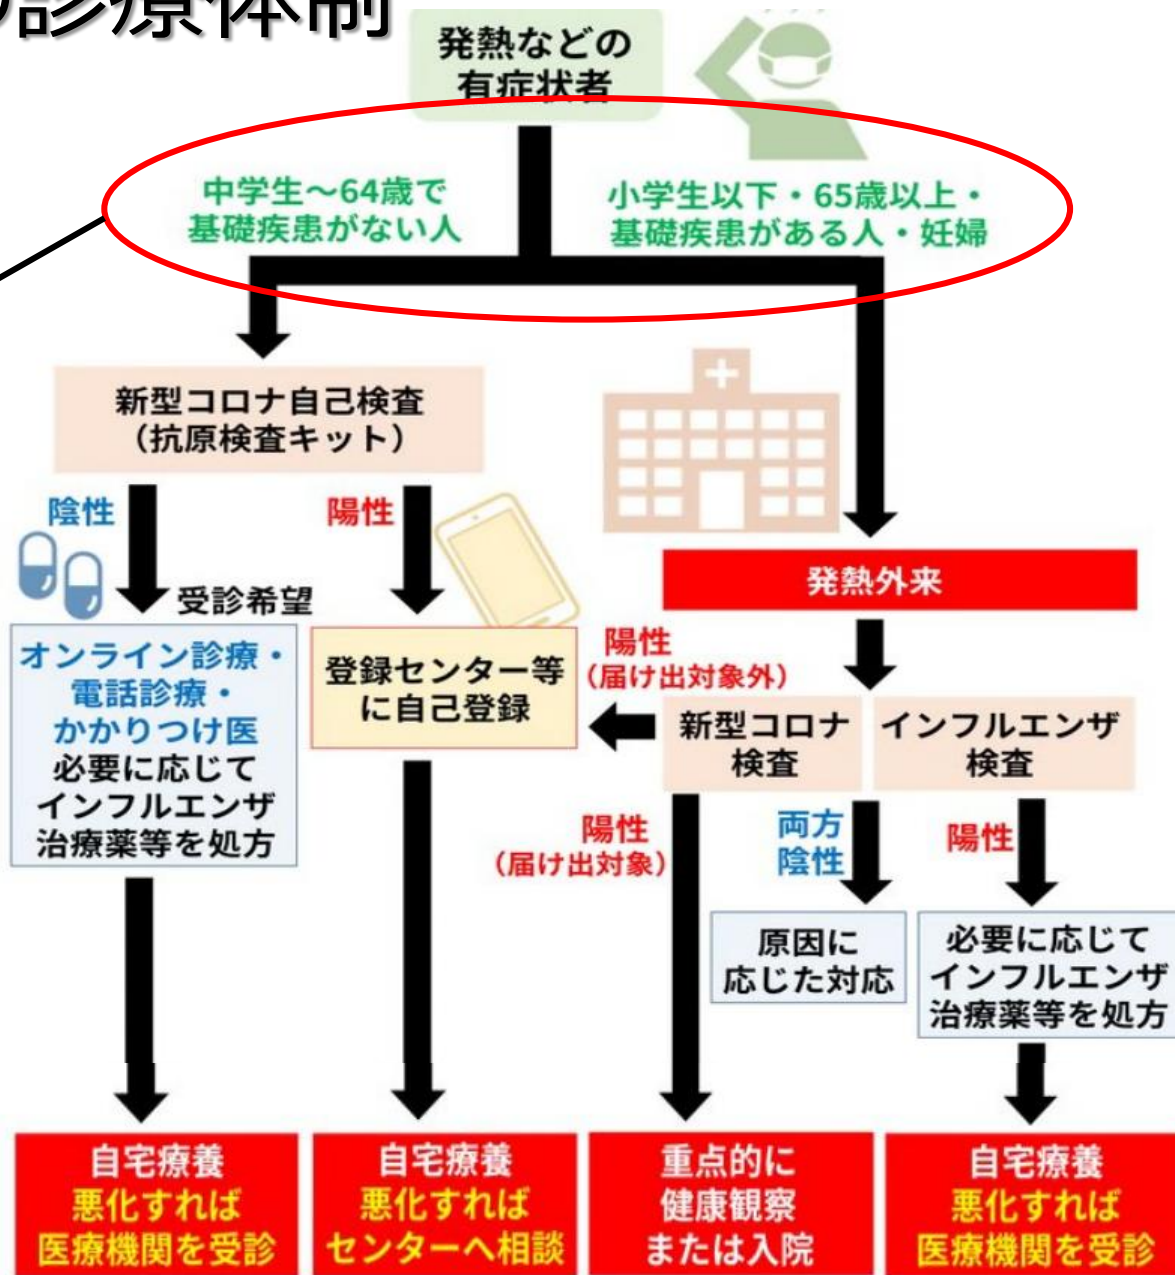 診療体制
発熱などの
有症状者
中学生～64歳で
基礎疾患がない人
小学生以下・65歳以上・
基礎疾患がある人・妊婦
新型コロナ自己検査
（抗原検査キット）
陰性
陽性
受診希望
発熱外来
オンライン診療・
電話診療・
かかりつけ医
必要に応じて
インフルエンザ
治療薬等を処方
登録センター等
に自己登録
陽性
（届け出対象外）
新型コロナ
検査
インフルエンザ
検査
陽性
（届け出対象）
両方
陰性
陽性
原因に
応じた対応
必要に応じて
インフルエンザ
治療薬等を処方
自宅療養
悪化すれば
医療機関を受診
自宅療養
悪化すれば
センターへ相談
重点的に
健康観察
または入院
自宅療養
悪化すれば
医療機関を受診